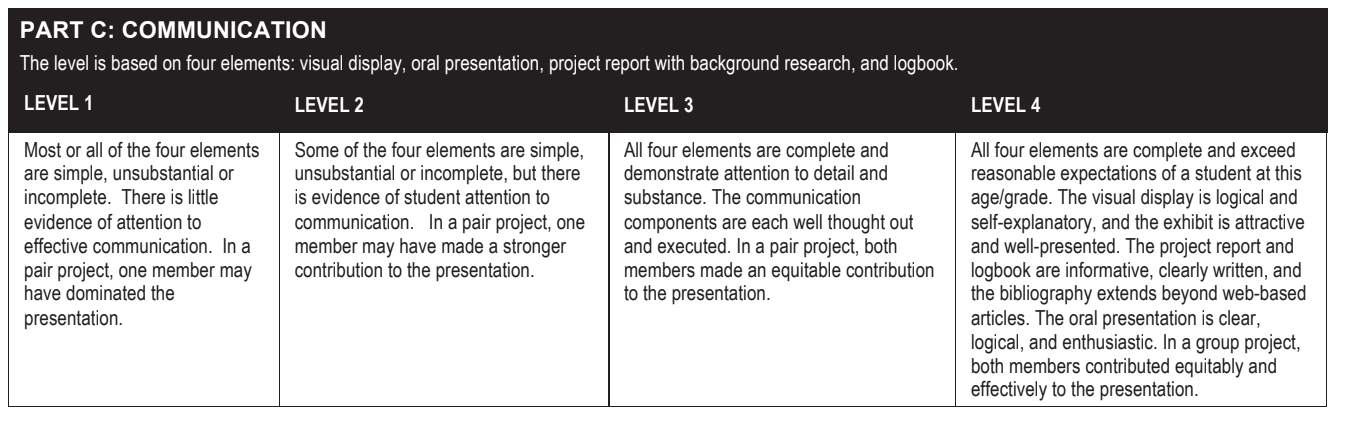 PART C: COMMUNICATION
The level is based on four elements: visual display, oral presentation, project report with background research, and logbook.
LEVEL 1
LEVEL 2
LEVEL 3
LEVEL 4
Most or all of the four elements
are simple, unsubstantial or
incomplete.  There is little
evidence of attention to
effective communication.  In a
pair project, one member may
have dominated the
presentation.
Some of the four elements are simple,
unsubstantial or incomplete, but there
is evidence of student attention to
communication.   In a pair project, one
member may have made a stronger
contribution to the presentation.
All four elements are complete and
demonstrate attention to detail and
substance. The communication
components are each well thought out
and executed. In a pair project, both
members made an equitable contribution
to the presentation.
All four elements are complete and exceed
reasonable expectations of a student at this
age/grade. The visual display is logical and
self-explanatory, and the exhibit is attractive
and well-presented. The project report and
logbook are informative, clearly written, and
the bibliography extends beyond web-based
articles. The oral presentation is clear,
logical, and enthusiastic. In a group project,
both members contributed equitably and
effectively to the presentation.